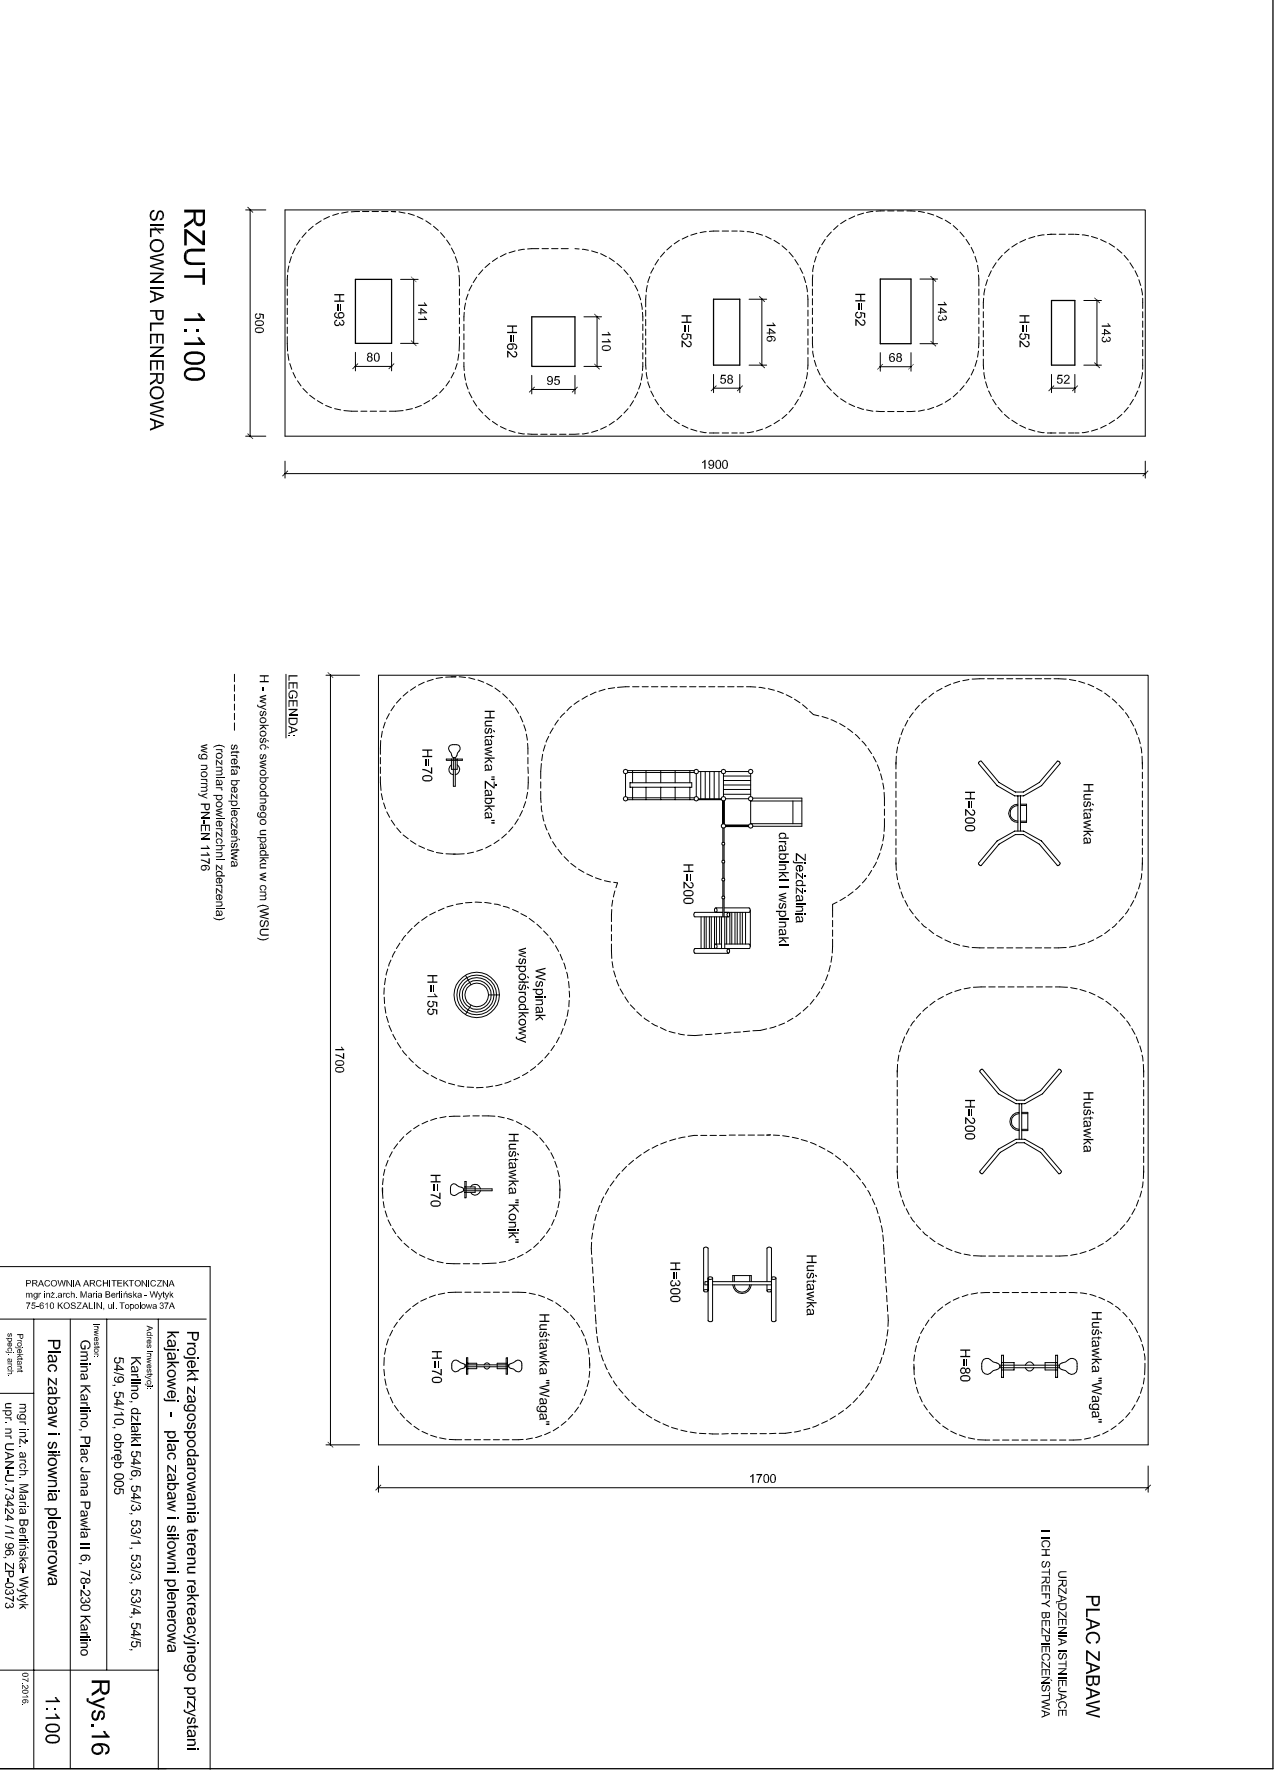 RZUT 1:100
SIŁOWNIA PLENEROWA
500
1900
141
80
H=93
110
95
H=62
146
58
H=52
143
68
H=52
143
52
H=52
PLAC ZABAW
URZĄDZENIA ISTNIEJĄCE
I ICH STREFY BEZPIECZEŃSTWA
1700
1700
Huśtawka
H=200
Huśtawka
H=200
Huśtawka "Waga"
H=80
Zjeżdżalnia
drabinki i wspinaki
H=200
Huśtawka
H=300
Huśtawka "Żabka"
H=70
Wspinak
współśrodkowy
H=155
Huśtawka "Konik"
H=70
Huśtawka "Waga"
H=70
LEGENDA:
H - wysokość swobodnego upadku w cm (WSU)
------ strefa bezpieczeństwa
(rozmiar powierzchni zderzenia)
wg normy PN-EN 1176
PRACOWNIA ARCHITEKTONICZNA
mgr inż.arch. Maria Berlińska - Wytyk
75-610 KOSZALIN, ul. Topolowa 37A
Projekt zagospodarowania terenu rekreacyjnego przystani
kajakowej - plac zabaw i siłowni plenerowa
Adres inwestycji:
Karlino, działki 54/6, 54/3, 53/1, 53/3, 53/4, 54/5,
54/9, 54/10, obręb 005
Inwestor:
Gmina Karlino, Plac Jana Pawła II 6, 78-230 Karlino
Rys.16
Plac zabaw i siłownia plenerowa
1:100
Projektant
specj. arch.
mgr inż. arch. Maria Berlińska- Wytyk
upr. nr UAN-U.73424 /1/ 96, ZP-0373
07.2016.